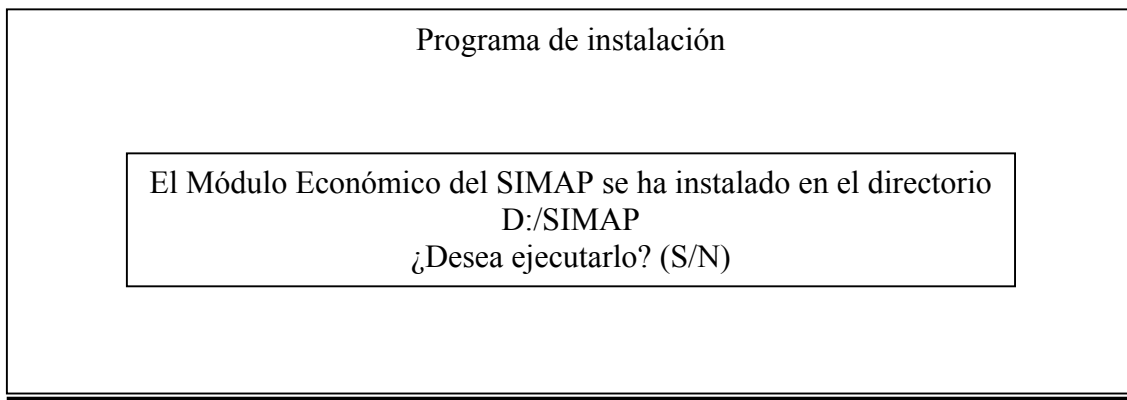 Programa de instalación
El Módulo Económico del SIMAP se ha instalado en el directorio
D:/SIMAP
¿Desea ejecutarlo? (S/N)